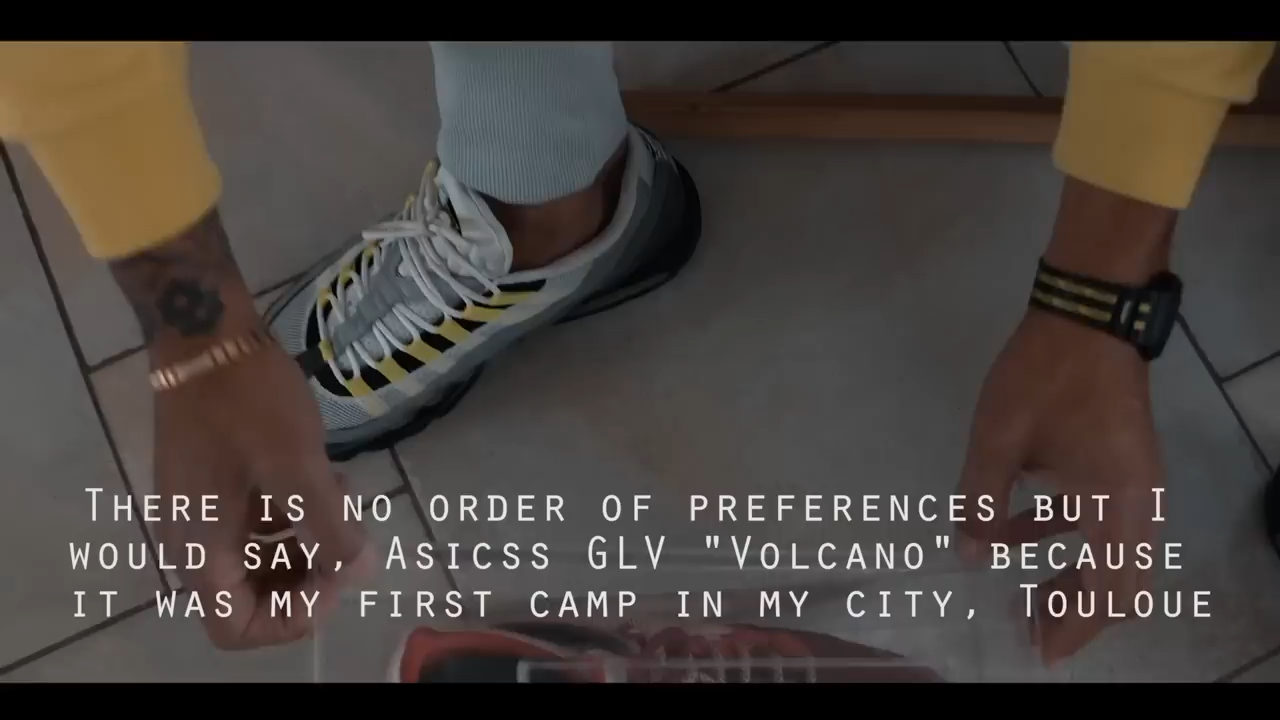 There is no order of preferences but I
would say, Asicss GLV "Volcano" because
it was my first camp in my city, Touloue